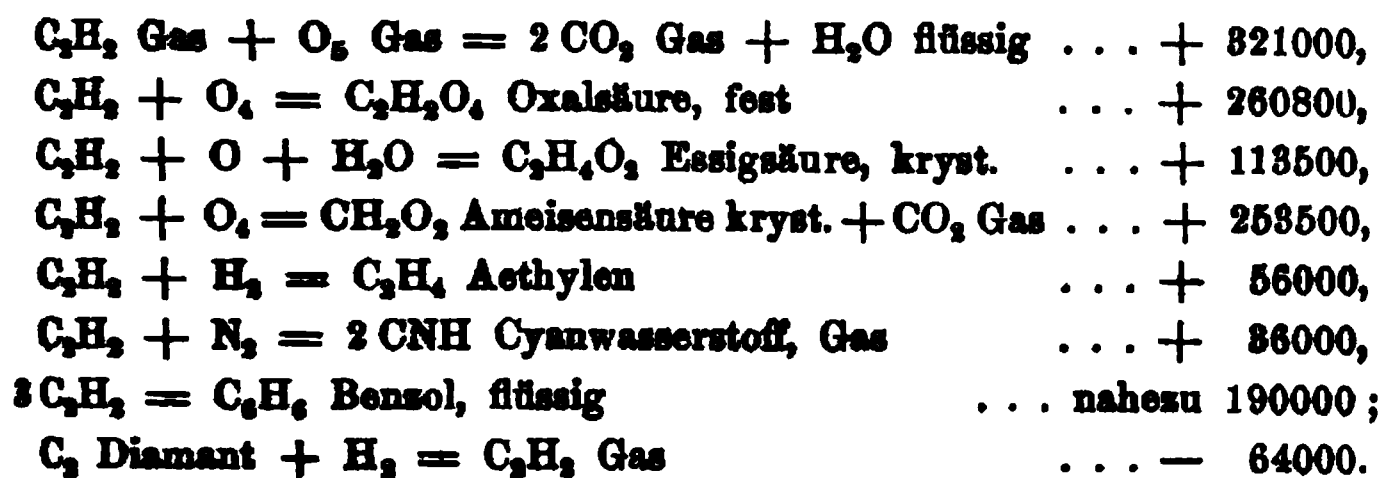 C₂H₂ Gas + O₅ Gas = 2 CO₂ Gas + H₂O flüssig ... + 321000,
C₂H₂ + O₄ = C₂H₂O₄ Oxalsäure, fest ... + 260800,
C₂H₂ + O + H₂O = C₂H₄O₂ Essigsäure, kryst. ... + 113500,
C₂H₂ + O₄ = CH₂O₂ Ameisensäure kryst. + CO₂ Gas ... + 253500,
C₂H₂ + H₂ = C₂H₄ Aethylen ... + 56000,
C₂H₂ + N₂ = 2 CNH Cyanwasserstoff, Gas ... + 36000,
3 C₂H₂ = C₆H₆ Benzol, flüssig ... nahezu 190000;
C₂ Diamant + H₂ = C₂H₂ Gas ... — 64000.